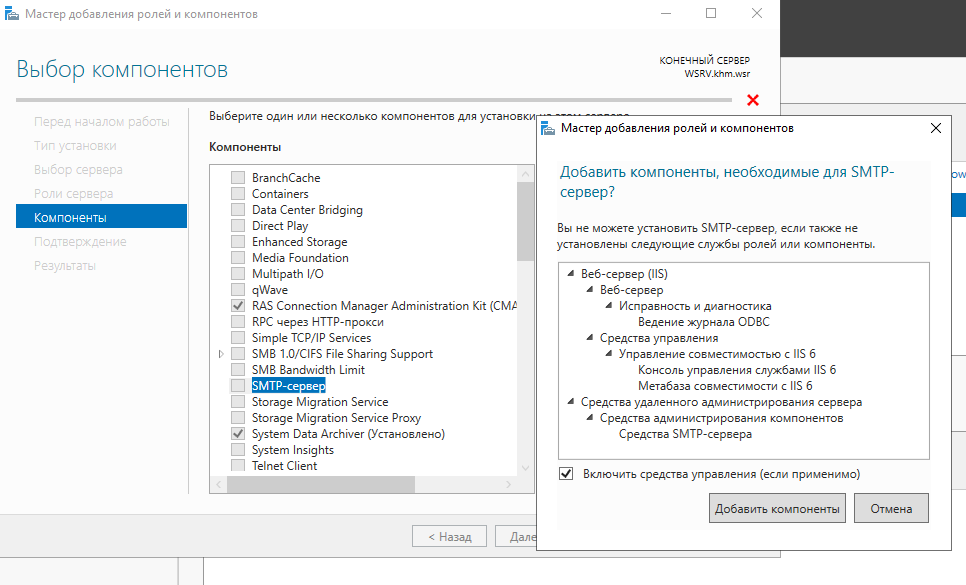 Мастер добавления ролей и компонентов
Выбор компонентов
КОНЕЧНЫЙ СЕРВЕР
WSRV.khm.wsr
Перед началом работы
Тип установки
Выбор сервера
Роли сервера
Компоненты
Подтверждение
Результаты
Выберите один или несколько компонентов для установки на этом сервере
Компоненты
BranchCache
Containers
Data Center Bridging
Direct Play
Enhanced Storage
Media Foundation
Multipath I/O
qWave
RAS Connection Manager Administration Kit (CMA
RPC через HTTP-прокси
Simple TCP/IP Services
SMB 1.0/CIFS File Sharing Support
SMB Bandwidth Limit
SMTP-сервер
Storage Migration Service
Storage Migration Service Proxy
System Data Archiver (Установлено)
System Insights
Telnet Client
< Назад
Дале
Мастер добавления ролей и компонентов
Добавить компоненты, необходимые для SMTP-
сервер?
Вы не можете установить SMTP-сервер, если также не
установлены следующие службы ролей или компоненты.
Веб-сервер (IIS)
Веб-сервер
Исправность и диагностика
Ведение журнала ODBC
Средства управления
Управление совместимостью с IIS 6
Консоль управления службами IIS 6
Метабаза совместимости с IIS 6
Средства удаленного администрирования сервера
Средства администрирования компонентов
Средства SMTP-сервера
Включить средства управления (если применимо)
Добавить компоненты
Отмена